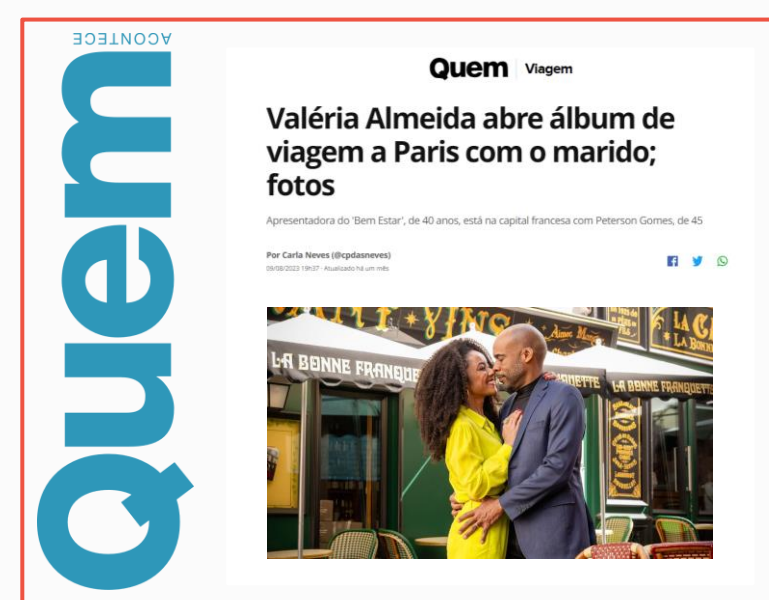 ACONTECE
Quem
Quem Viagem
Valéria Almeida abre álbum de
viagem a Paris com o marido;
fotos
Apresentadora do 'Bem Estar', de 40 anos, está na capital francesa com Peterson Gomes, de 45
Por Carla Neves (@cpdasneves)
09/08/2023 19h37 · Atualizado há um mês
VINS
LA BONNE FRANQUE
LA BONNE FRANQUETTE